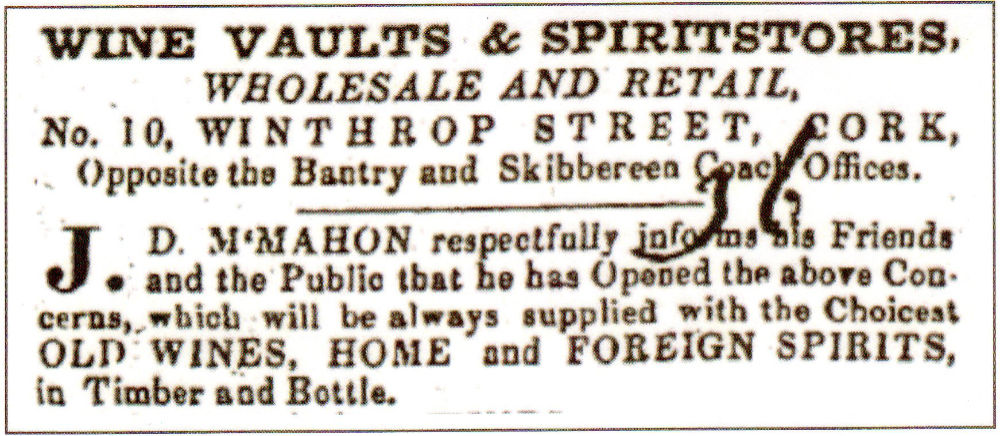 WINE VAULTS & SPIRITSTORES,
WHOLESALE AND RETAIL,
No. 10, WINTHROP STREET, CORK,
Opposite the Bantry and Skibbereen Coach Offices.
36
J. D. M‘MAHON respectfully informs his Friends
and the Public that he has Opened the above Con-
cerns, which will be always supplied with the Choicest
OLD WINES, HOME and FOREIGN SPIRITS,
in Timber and Bottle.